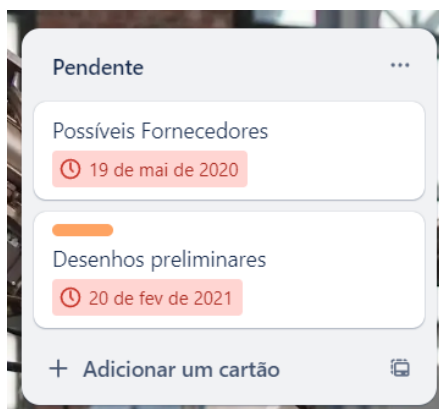 Pendente
Possíveis Fornecedores
19 de mai de 2020
Desenhos preliminares
20 de fev de 2021
Adicionar um cartão